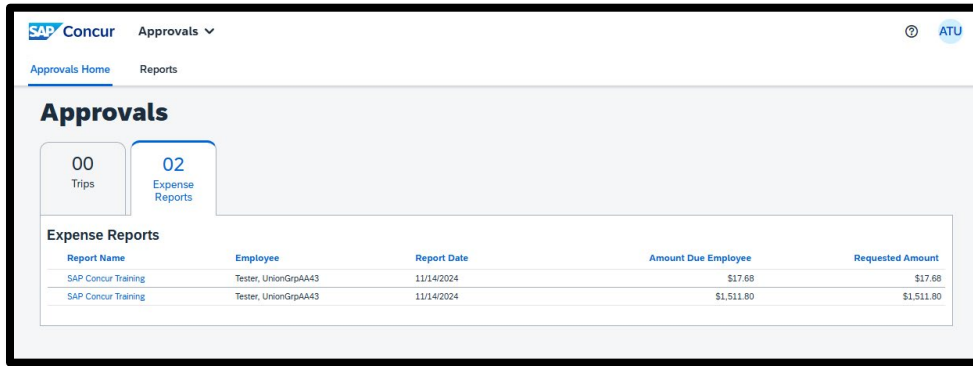 SAP Concur Approvals ATU
Approvals Home Reports
Approvals
00 02
Trips Expense
Reports
Expense Reports
Report Name Employee Report Date Amount Due Employee Requested Amount
SAP Concur Training Tester, UnionGrpAA43 11/14/2024 $17.68 $17.68
SAP Concur Training Tester, UnionGrpAA43 11/14/2024 $1,511.80 $1,511.80